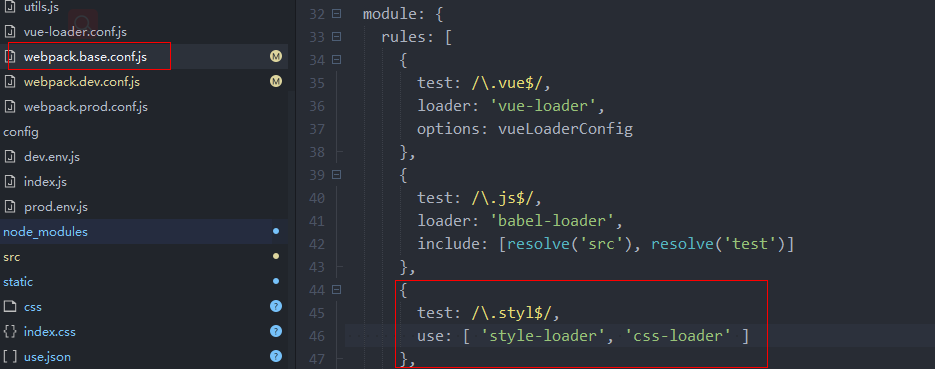 utils.js
vue-loader.conf.js
webpack.base.conf.js M
webpack.dev.conf.js M
webpack.prod.conf.js
config
dev.env.js
index.js
prod.env.js
node_modules
src
static
css ?
index.css ?
use.json ?
32 module: {
33 rules: [
34 {
35 test: /\.vue$/,
36 loader: 'vue-loader',
37 options: vueLoaderConfig
38 },
39 {
40 test: /\.js$/,
41 loader: 'babel-loader',
42 include: [resolve('src'), resolve('test')]
43 },
44 {
45 test: /\.styl$/,
46 use: [ 'style-loader', 'css-loader' ]
47 },